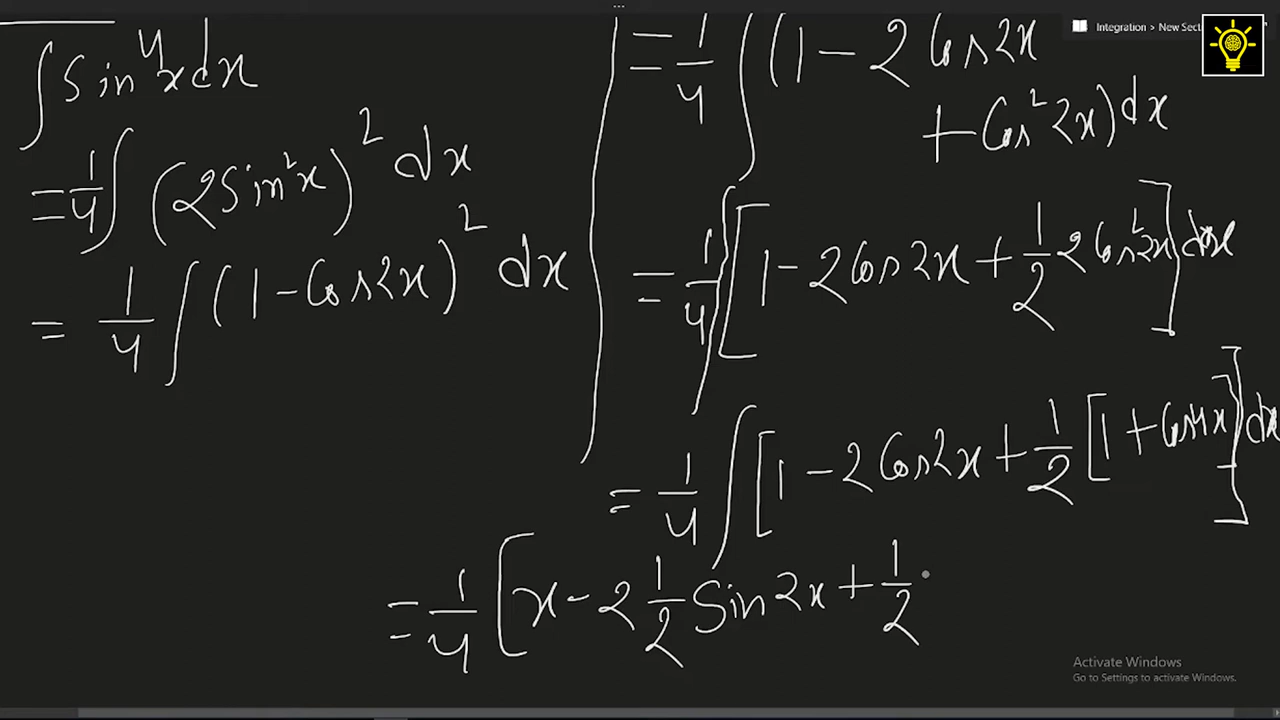 ∫ Sin⁴x dx
= 1/4 ∫ (2Sin²x)² dx
= 1/4 ∫ (1 - Cos2x)² dx
Integration > New Sec
= 1/4 ∫ (1 - 2Cos2x
+ Cos²2x) dx
= 1/4 ∫ [1 - 2Cos2x + 1/2 2Cos²2x] dx
= 1/4 ∫ [1 - 2Cos2x + 1/2 [1 + Cos4x]] dx
= 1/4 [x - 2 1/2 Sin2x + 1/2
Activate Windows
Go to Settings to activate Windows.